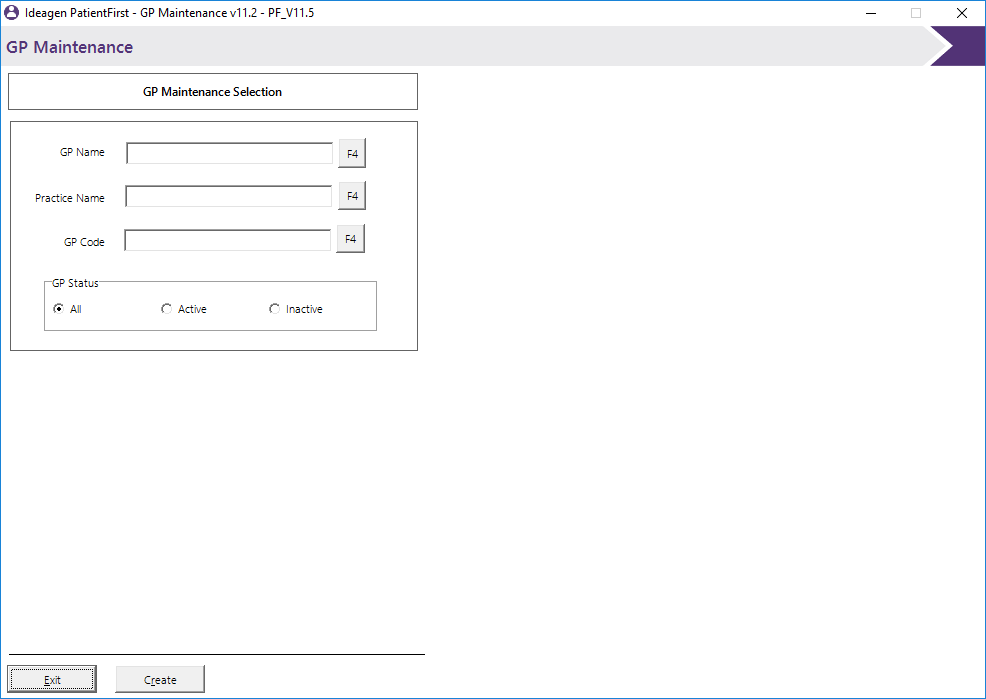 Ideagen PatientFirst - GP Maintenance v11.2 - PF_V11.5
GP Maintenance
GP Maintenance Selection
GP Name F4
Practice Name F4
GP Code F4
GP Status
All Active Inactive
Exit Create